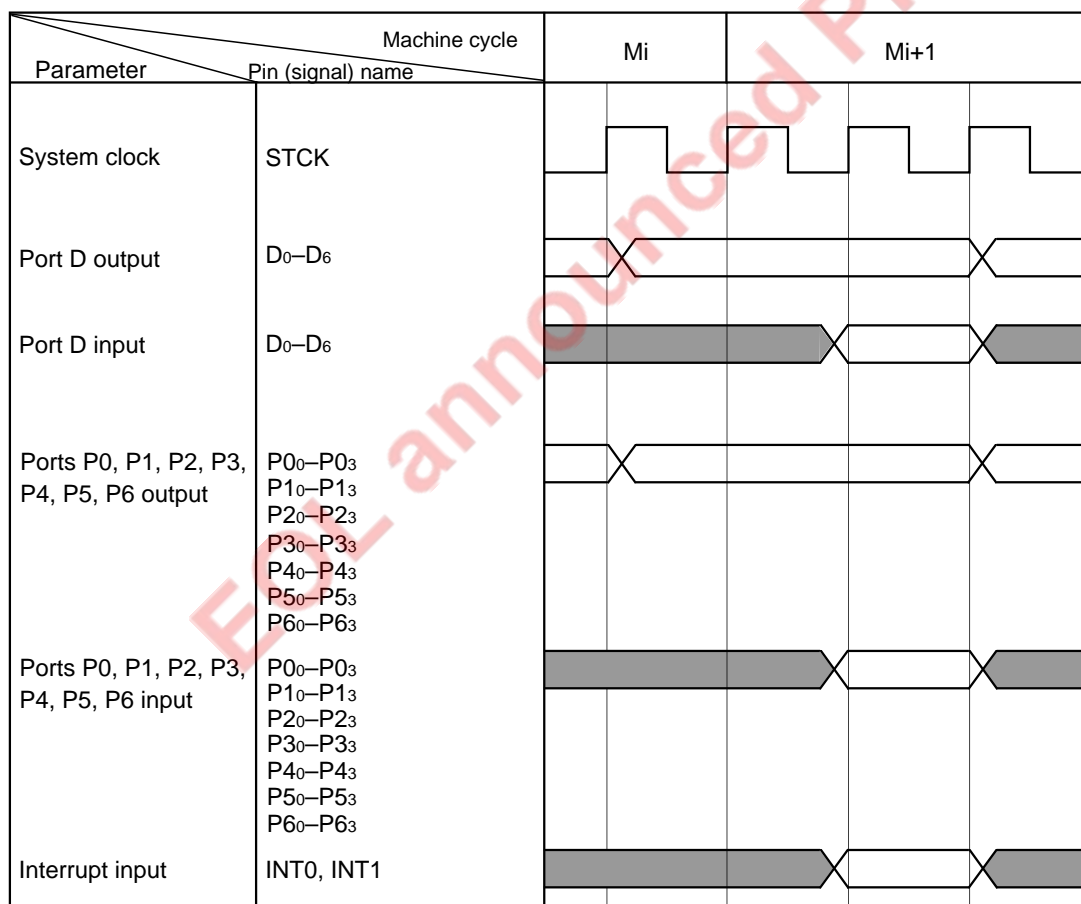 Machine cycle
Parameter
Pin (signal) name
Mi
Mi+1
System clock
STCK
Port D output
D0–D6
Port D input
D0–D6
Ports P0, P1, P2, P3,
P4, P5, P6 output
P00–P03
P10–P13
P20–P23
P30–P33
P40–P43
P50–P53
P60–P63
Ports P0, P1, P2, P3,
P4, P5, P6 input
P00–P03
P10–P13
P20–P23
P30–P33
P40–P43
P50–P53
P60–P63
Interrupt input
INT0, INT1
EOL announced